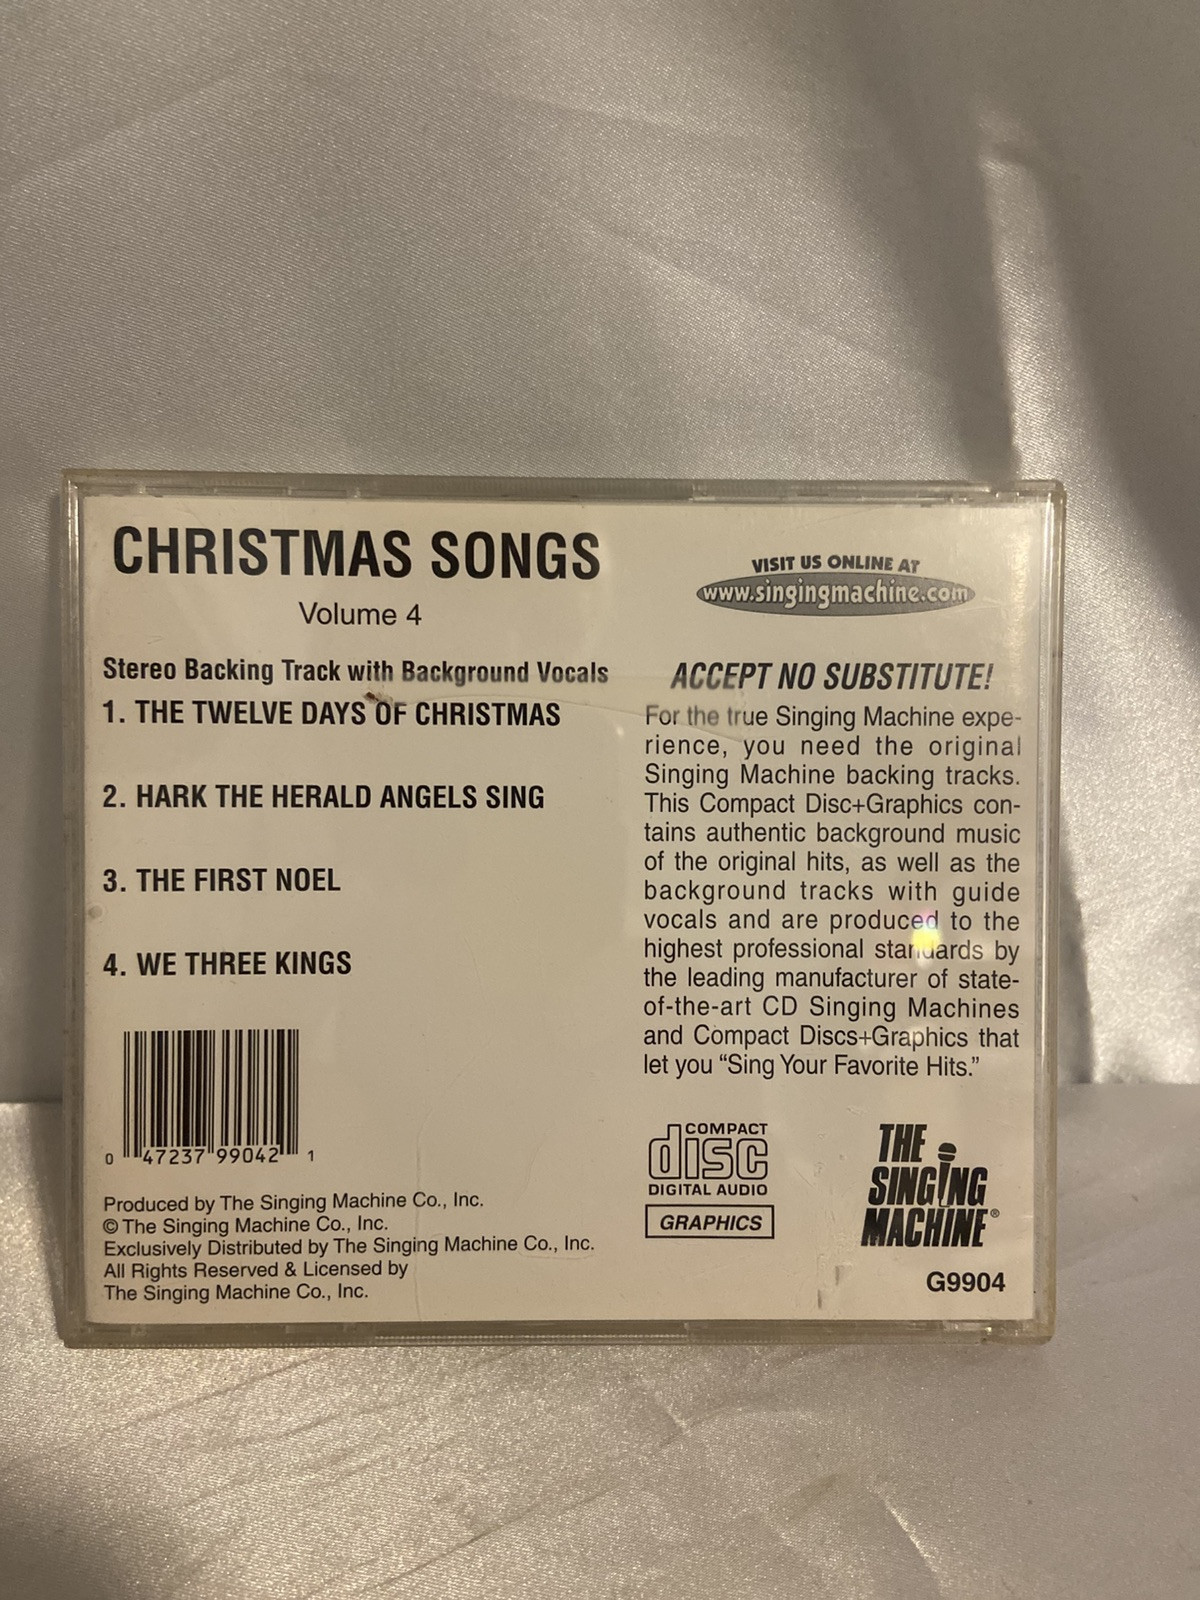 CHRISTMAS SONGS
Volume 4
Stereo Backing Track with Background Vocals
1. THE TWELVE DAYS OF CHRISTMAS
2. HARK THE HERALD ANGELS SING
3. THE FIRST NOEL
4. WE THREE KINGS
0 47237 99042 1
Produced by The Singing Machine Co., Inc.
© The Singing Machine Co., Inc.
Exclusively Distributed by The Singing Machine Co., Inc.
All Rights Reserved & Licensed by
The Singing Machine Co., Inc.
VISIT US ONLINE AT
www.singingmachine.com
ACCEPT NO SUBSTITUTE!
For the true Singing Machine expe-
rience, you need the original
Singing Machine backing tracks.
This Compact Disc+Graphics con-
tains authentic background music
of the original hits, as well as the
background tracks with guide
vocals and are produced to the
highest professional standards by
the leading manufacturer of state-
of-the-art CD Singing Machines
and Compact Discs+Graphics that
let you “Sing Your Favorite Hits.”
COMPACT
disc
DIGITAL AUDIO
GRAPHICS
THE
SINGING
MACHINE®
G9904